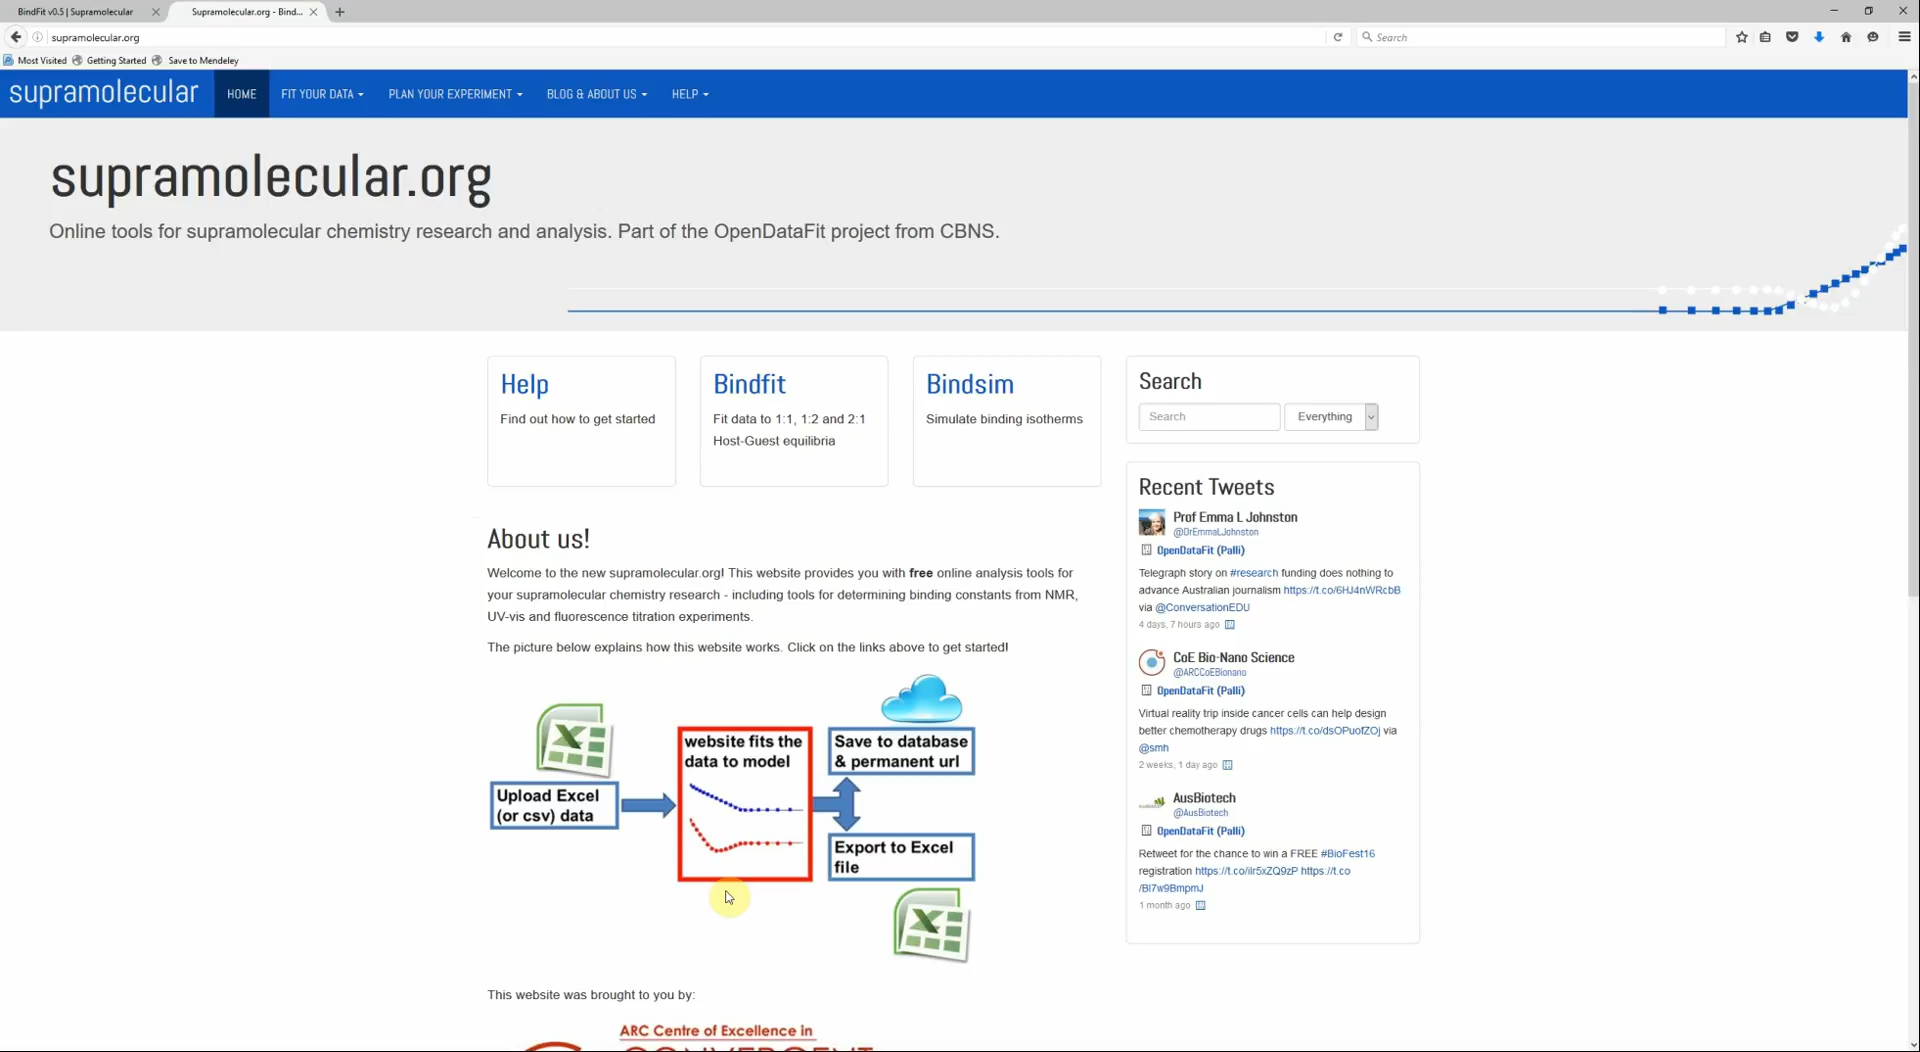 BindFit v0.5 | Supramolecular
Supramolecular.org - Bind...
supramolecular.org
Search
Most Visited
Getting Started
Save to Mendeley
supramolecular
HOME
FIT YOUR DATA
PLAN YOUR EXPERIMENT
BLOG & ABOUT US
HELP
supramolecular.org
Online tools for supramolecular chemistry research and analysis. Part of the OpenDataFit project from CBNS.
Help
Find out how to get started
Bindfit
Fit data to 1:1, 1:2 and 2:1
Host-Guest equilibria
Bindsim
Simulate binding isotherms
About us!
Welcome to the new supramolecular.org! This website provides you with free online analysis tools for
your supramolecular chemistry research - including tools for determining binding constants from NMR,
UV-vis and fluorescence titration experiments.
The picture below explains how this website works. Click on the links above to get started!
Upload Excel
(or csv) data
website fits the
data to model
Save to database
& permanent url
Export to Excel
file
This website was brought to you by:
ARC Centre of Excellence in
Search
Search
Everything
Recent Tweets
Prof Emma L Johnston
@DrEmmaLJohnston
OpenDataFit (Palli)
Telegraph story on #research funding does nothing to
advance Australian journalism https://t.co/6HJ4nWRcbB
via @ConversationEDU
4 days, 7 hours ago
CoE Bio-Nano Science
@ARCCoEBionano
OpenDataFit (Palli)
Virtual reality trip inside cancer cells can help design
better chemotherapy drugs https://t.co/dsOPuofZOj via
@smh
2 weeks, 1 day ago
AusBiotech
@AusBiotech
OpenDataFit (Palli)
Retweet for the chance to win a FREE #BioFest16
registration https://t.co/ilr5xZQ9zP https://t.co
/Bl7w9BmpmJ
1 month ago